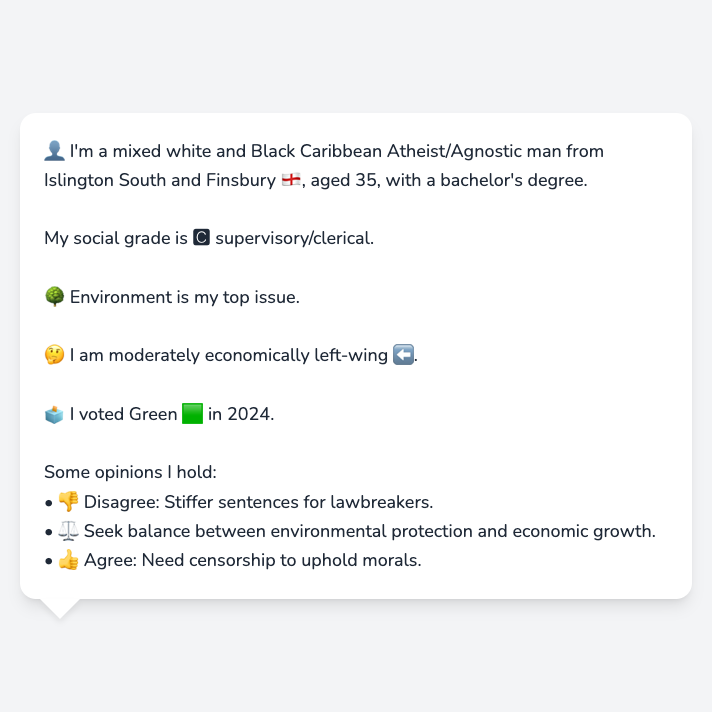 👤 I'm a mixed white and Black Caribbean Atheist/Agnostic man from
Islington South and Finsbury 🏴󠁧󠁢󠁥󠁮󠁧󠁿, aged 35, with a bachelor's degree.
My social grade is 🅲 supervisory/clerical.
🌳 Environment is my top issue.
🤔 I am moderately economically left-wing ⬅️.
🗳️ I voted Green 🟩 in 2024.
Some opinions I hold:
• 👎 Disagree: Stiffer sentences for lawbreakers.
• ⚖️ Seek balance between environmental protection and economic growth.
• 👍 Agree: Need censorship to uphold morals.